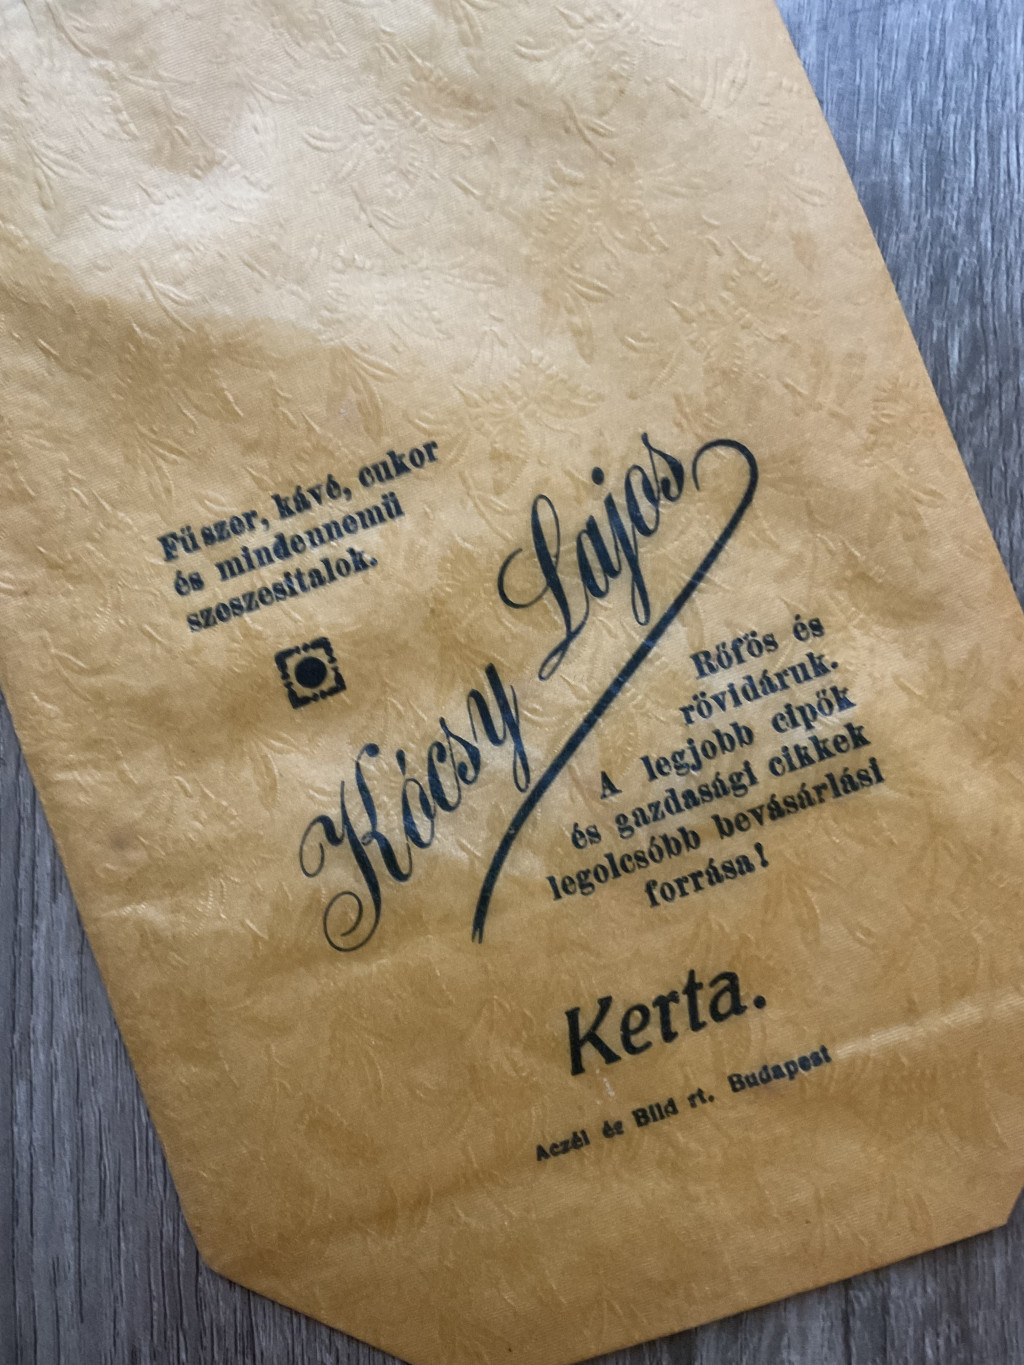 Fűszer, kávé, cukor
és mindennemü
szeszesitalok.
Kócsy Lajos
Rőfös és
rövidáruk.
A legjobb cipők
és gazdasági cikkek
legolcsóbb bevásárlási
forrása!
Kerta.
Aczél és Bild rt. Budapest